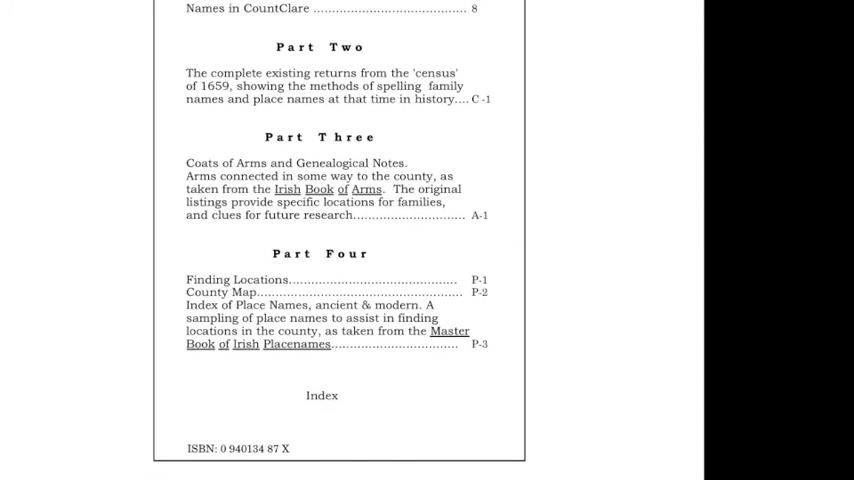 Names in CountClare ......................................... 8
Part Two
The complete existing returns from the 'census'
of 1659, showing the methods of spelling family
names and place names at that time in history.... C -1
Part Three
Coats of Arms and Genealogical Notes.
Arms connected in some way to the county, as
taken from the Irish Book of Arms. The original
listings provide specific locations for families,
and clues for future research.............................. A-1
Part Four
Finding Locations............................................. P-1
County Map....................................................... P-2
Index of Place Names, ancient & modern. A
sampling of place names to assist in finding
locations in the county, as taken from the Master
Book of Irish Placenames.................................. P-3
Index
ISBN: 0 940134 87 X